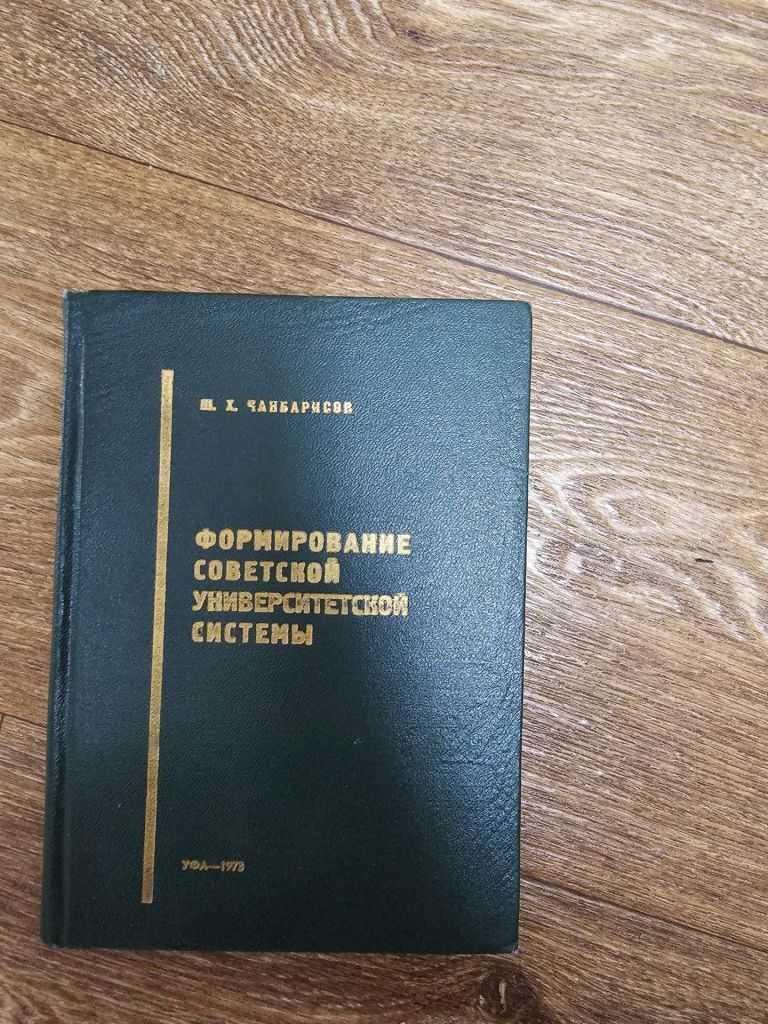 Ш. Х. ЧАНБАРИСОВ
ФОРМИРОВАНИЕ
СОВЕТСКОЙ
УНИВЕРСИТЕТСКОЙ
СИСТЕМЫ
УФА—1973